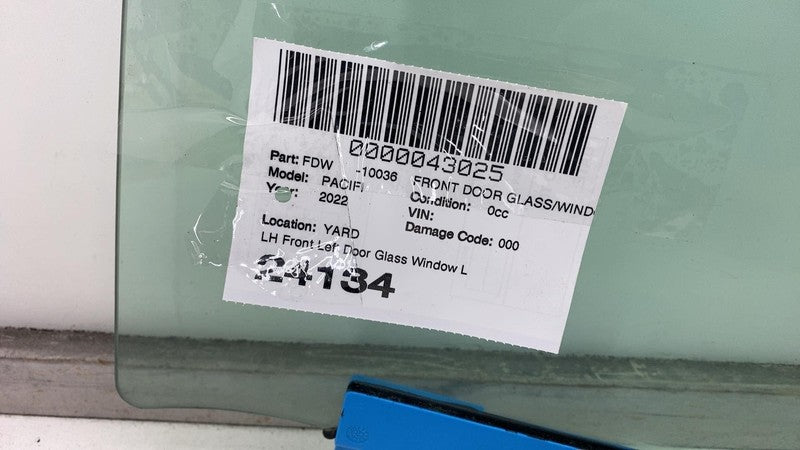 0000043025
Part: FDW -10036 FRONT DOOR GLASS/WIND
Model: PACIFI Condition: 0cc
Year: 2022 VIN:
Damage Code: 000
Location: YARD
LH Front Left Door Glass Window L
24134